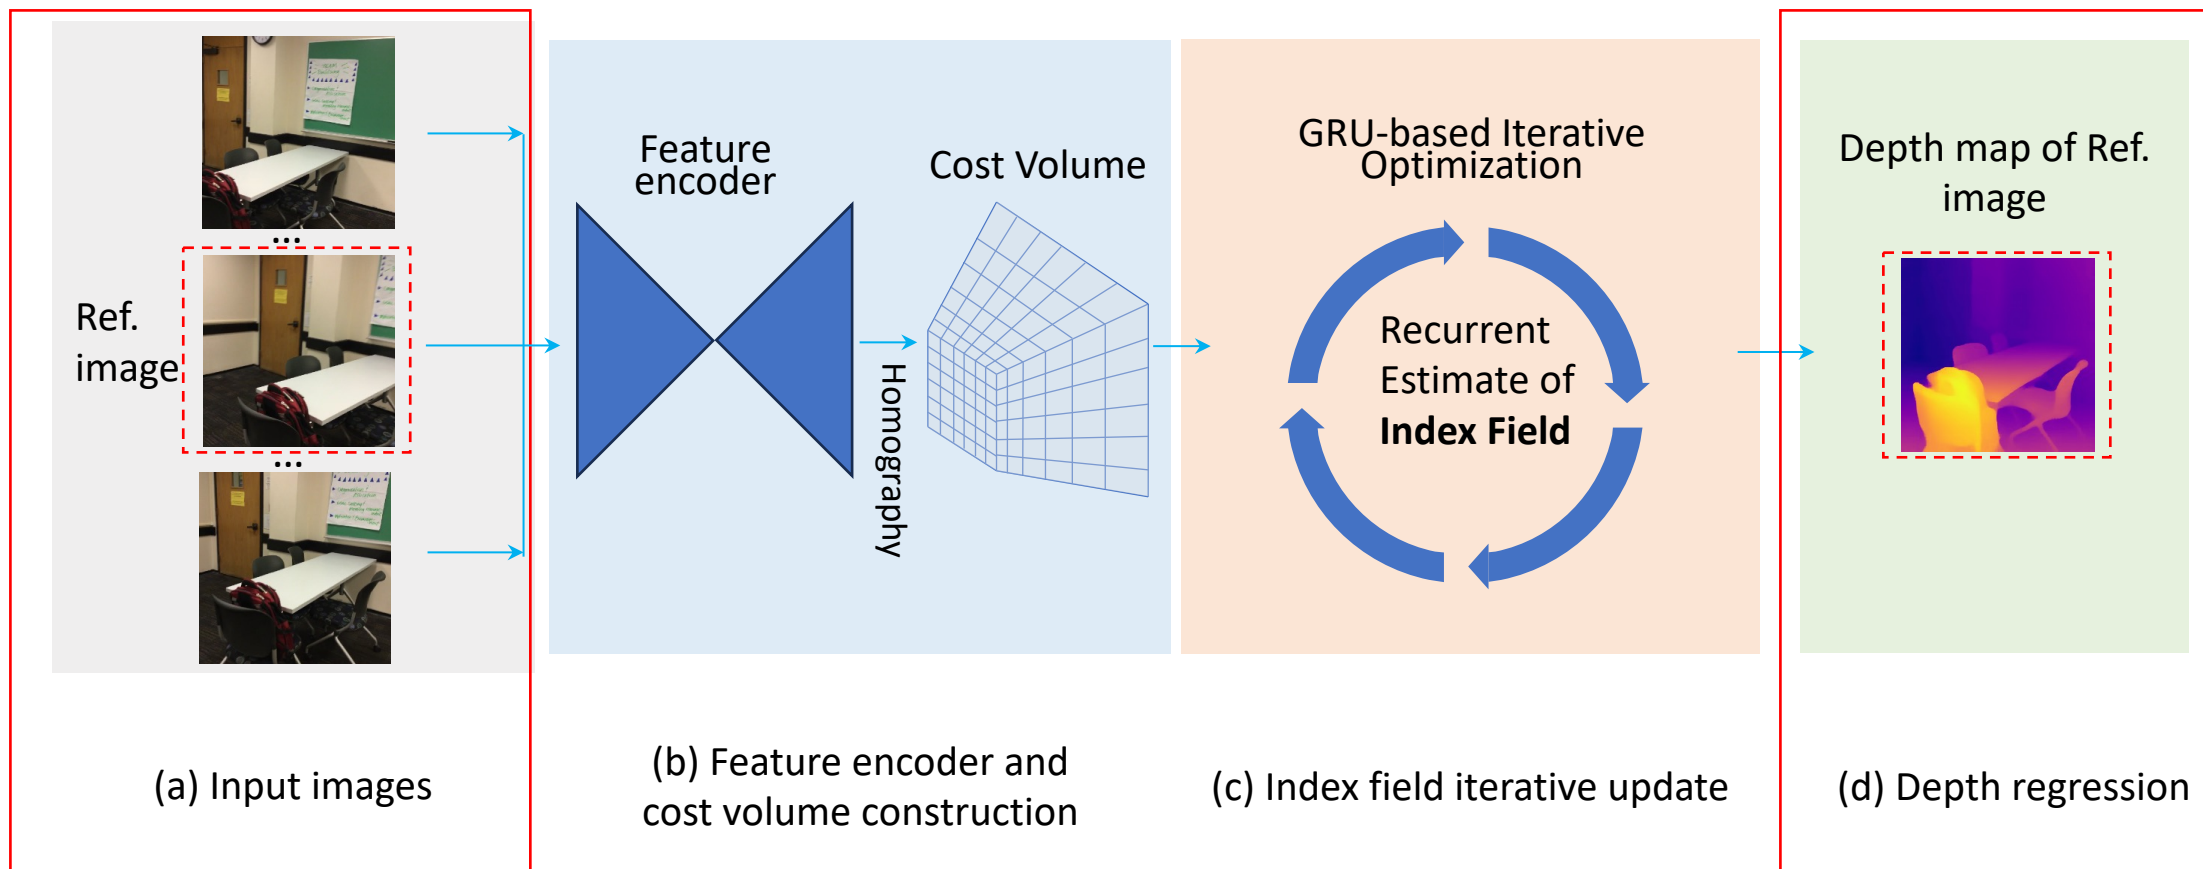 ...
Ref.
image
...
(a) Input images
Feature
encoder
Homography
Cost Volume
(b) Feature encoder and
cost volume construction
GRU-based Iterative
Optimization
Recurrent
Estimate of
Index Field
(c) Index field iterative update
Depth map of Ref.
image
(d) Depth regression